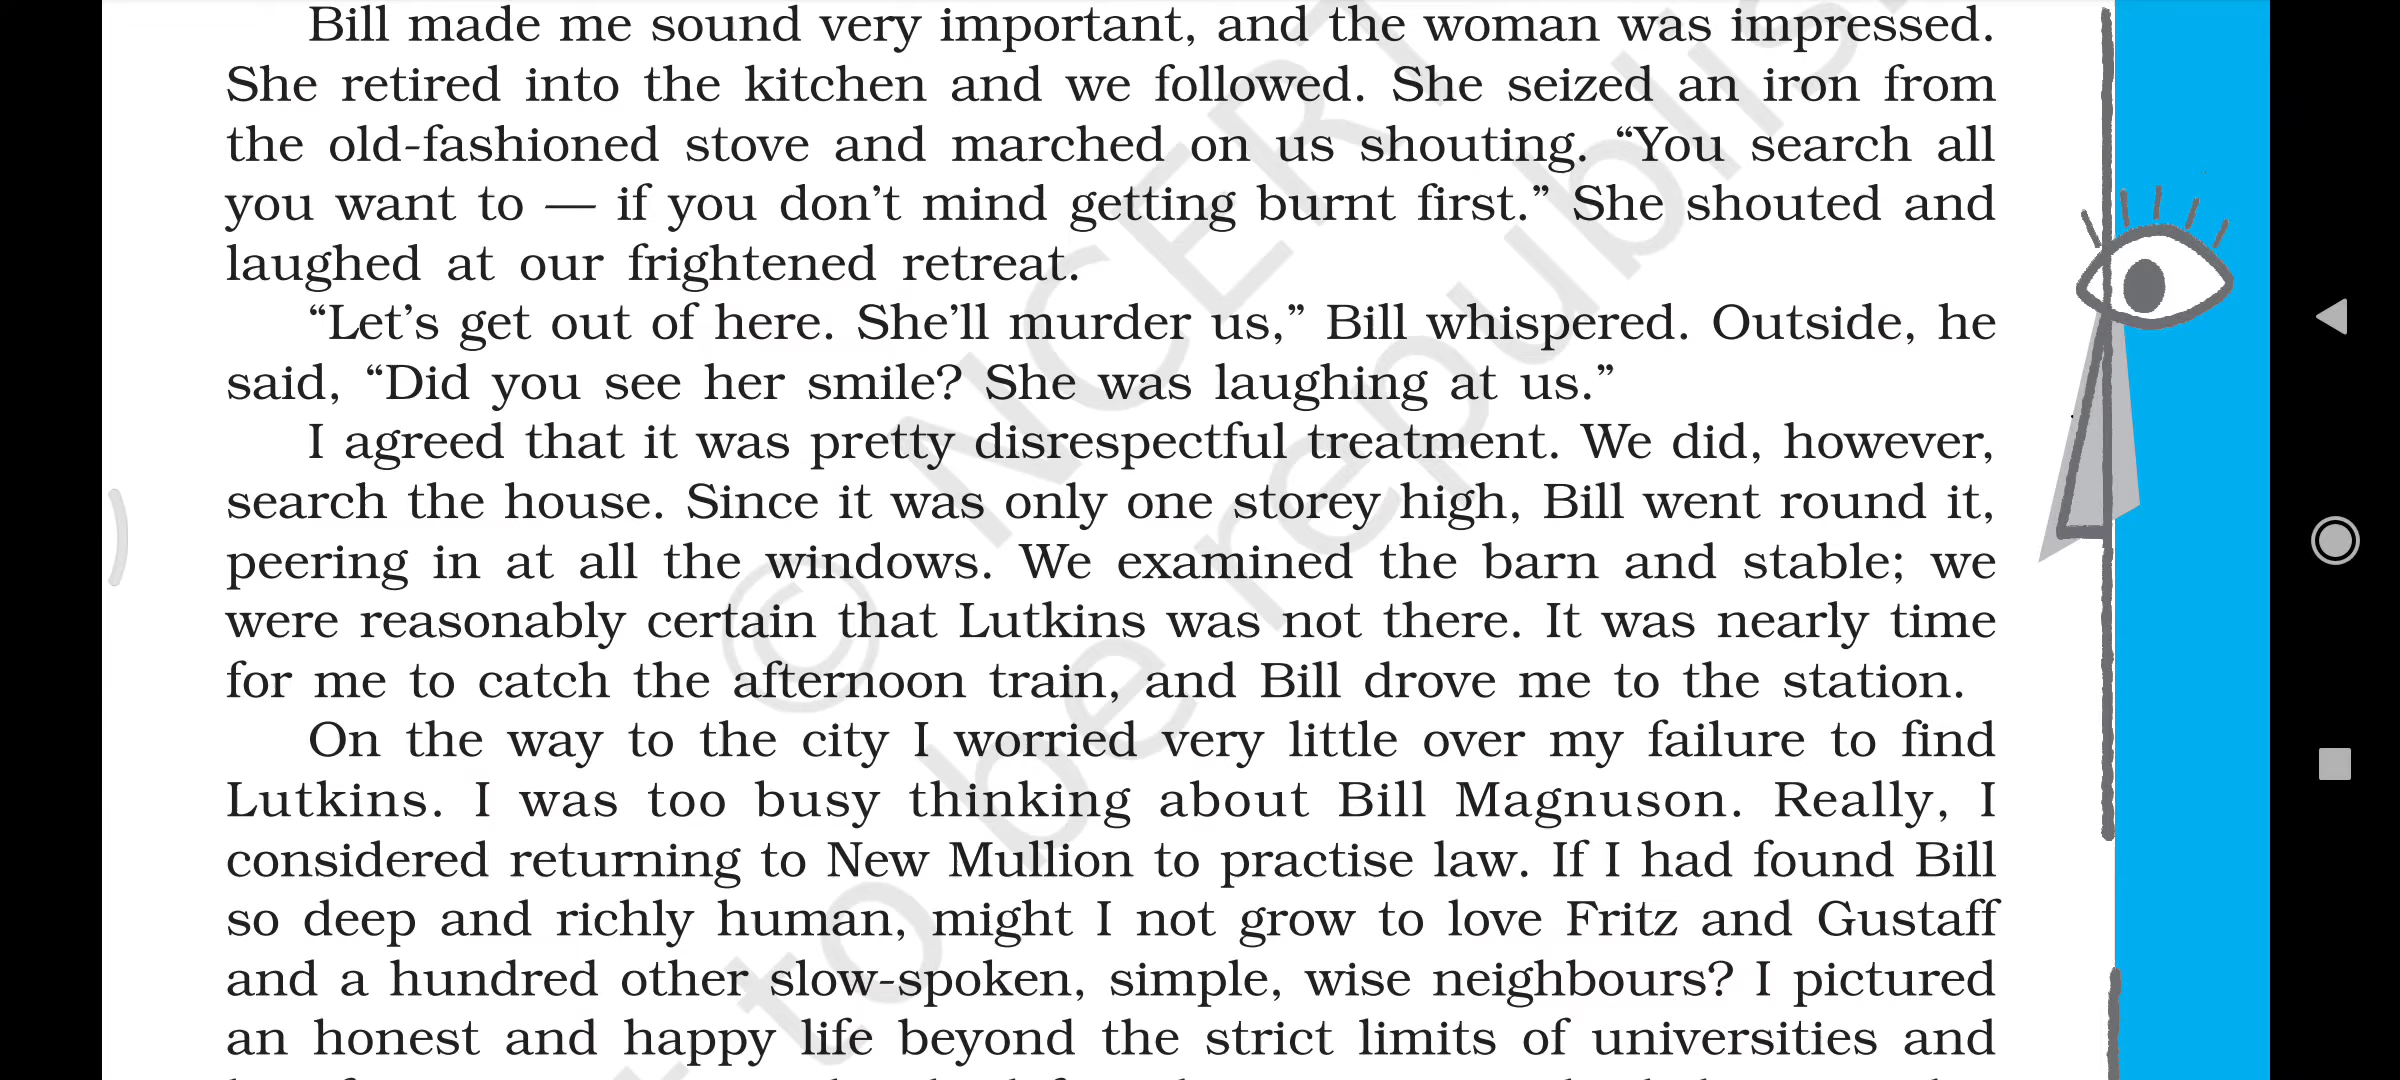 Bill made me sound very important, and the woman was impressed.
She retired into the kitchen and we followed. She seized an iron from
the old-fashioned stove and marched on us shouting. “You search all
you want to — if you don’t mind getting burnt first.” She shouted and
laughed at our frightened retreat.
“Let’s get out of here. She’ll murder us,” Bill whispered. Outside, he
said, “Did you see her smile? She was laughing at us.”
I agreed that it was pretty disrespectful treatment. We did, however,
search the house. Since it was only one storey high, Bill went round it,
peering in at all the windows. We examined the barn and stable; we
were reasonably certain that Lutkins was not there. It was nearly time
for me to catch the afternoon train, and Bill drove me to the station.
On the way to the city I worried very little over my failure to find
Lutkins. I was too busy thinking about Bill Magnuson. Really, I
considered returning to New Mullion to practise law. If I had found Bill
so deep and richly human, might I not grow to love Fritz and Gustaff
and a hundred other slow-spoken, simple, wise neighbours? I pictured
an honest and happy life beyond the strict limits of universities and
© NCERT
to be republis